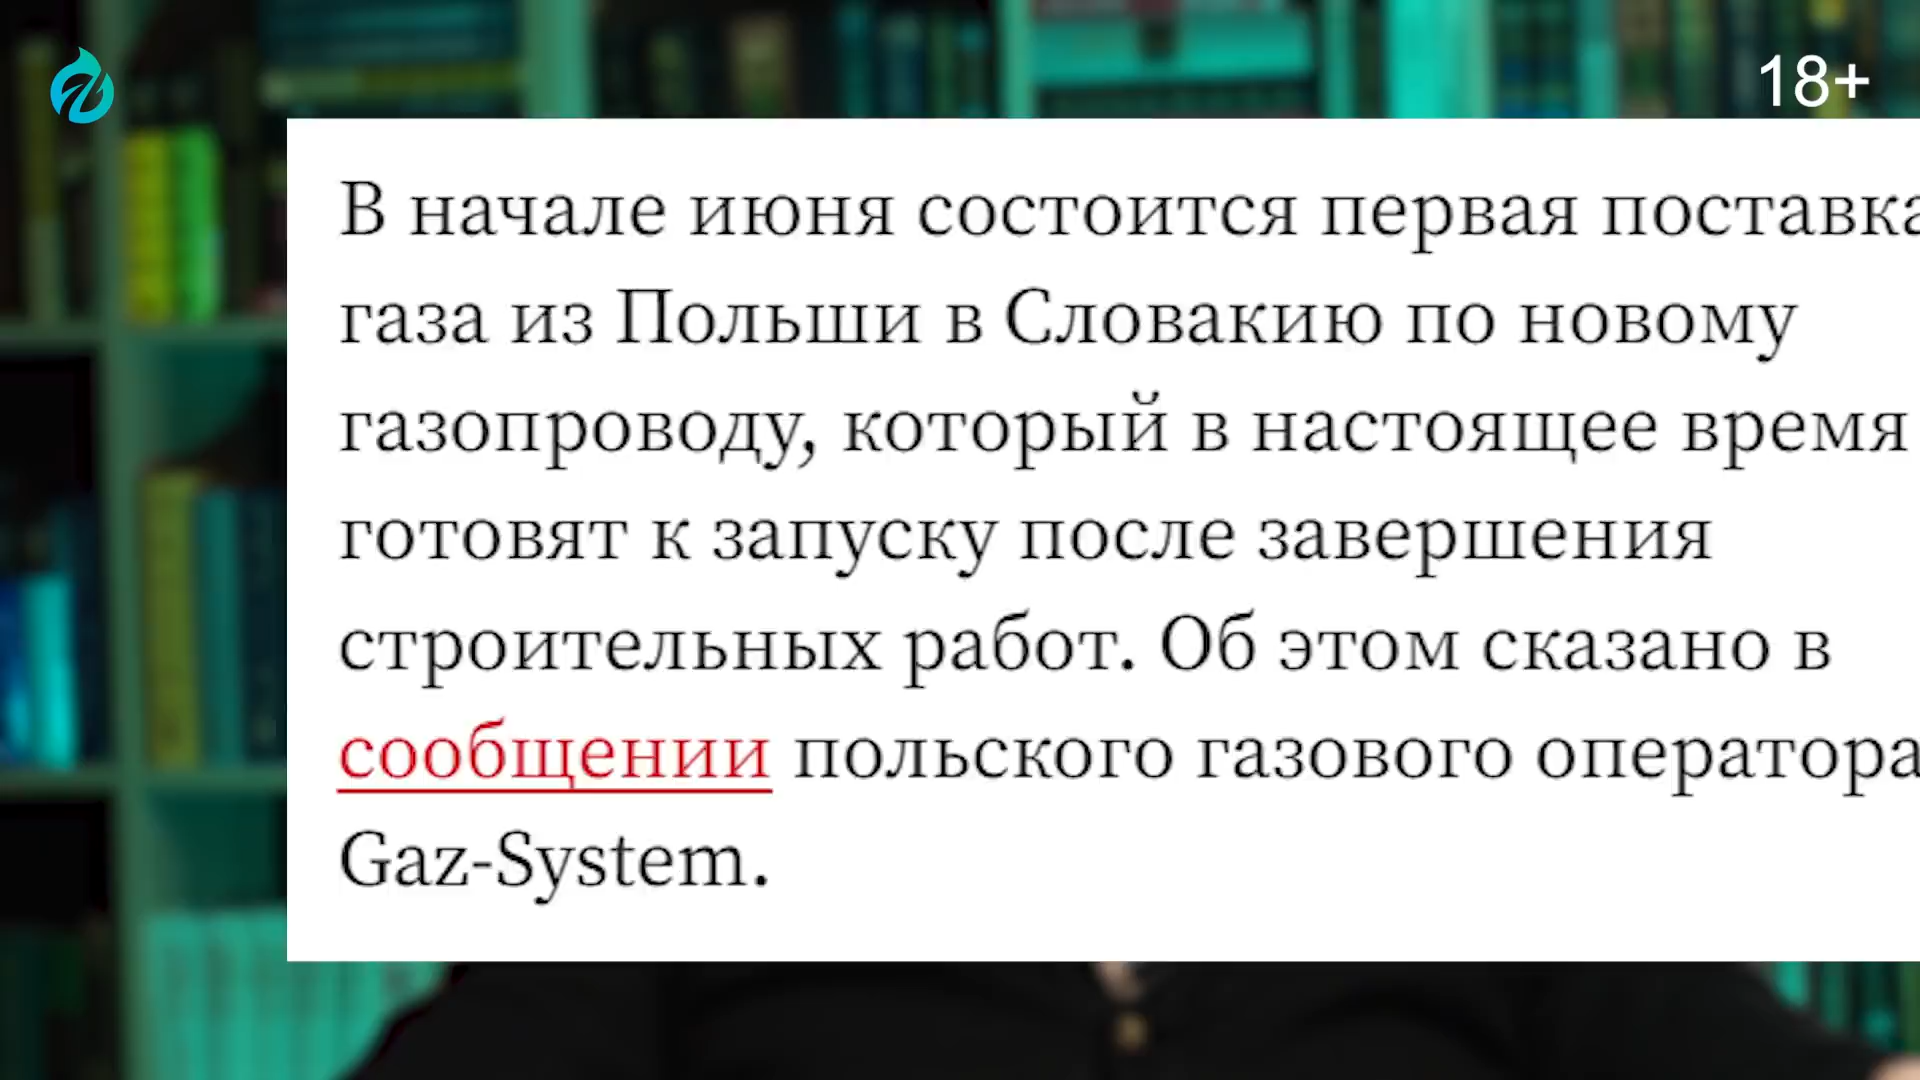 18+
В начале июня состоится первая поставка
газа из Польши в Словакию по новому
газопроводу, который в настоящее время
готовят к запуску после завершения
строительных работ. Об этом сказано в
сообщении польского газового оператора
Gaz-System.